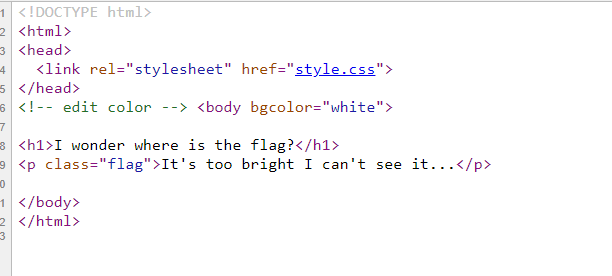 1 <!DOCTYPE html>
2 <html>
3 <head>
4   <link rel="stylesheet" href="style.css">
5 </head>
6 <!-- edit color --> <body bgcolor="white">
7
8 <h1>I wonder where is the flag?</h1>
9 <p class="flag">It's too bright I can't see it...</p>
0
1 </body>
2 </html>
3